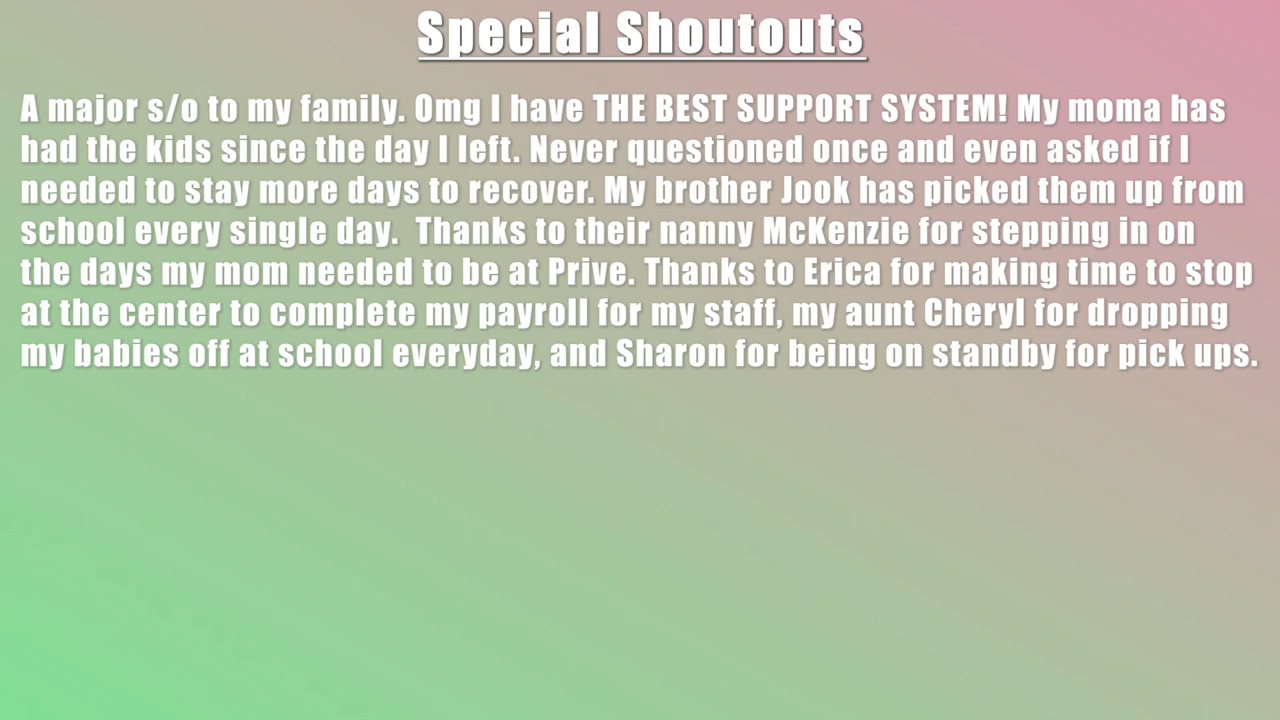 Special Shoutouts
A major s/o to my family. Omg I have THE BEST SUPPORT SYSTEM! My moma has
had the kids since the day I left. Never questioned once and even asked if I
needed to stay more days to recover. My brother Jook has picked them up from
school every single day.  Thanks to their nanny McKenzie for stepping in on
the days my mom needed to be at Prive. Thanks to Erica for making time to stop
at the center to complete my payroll for my staff, my aunt Cheryl for dropping
my babies off at school everyday, and Sharon for being on standby for pick ups.